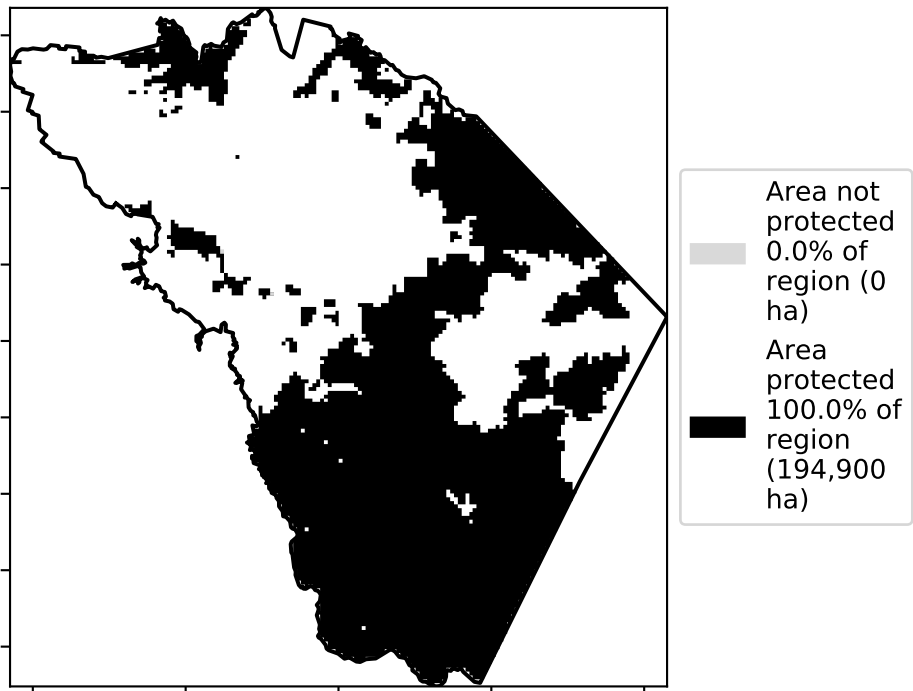 Area not
protected
0.0% of
region (0
ha)
Area
protected
100.0% of
region
(194,900
ha)